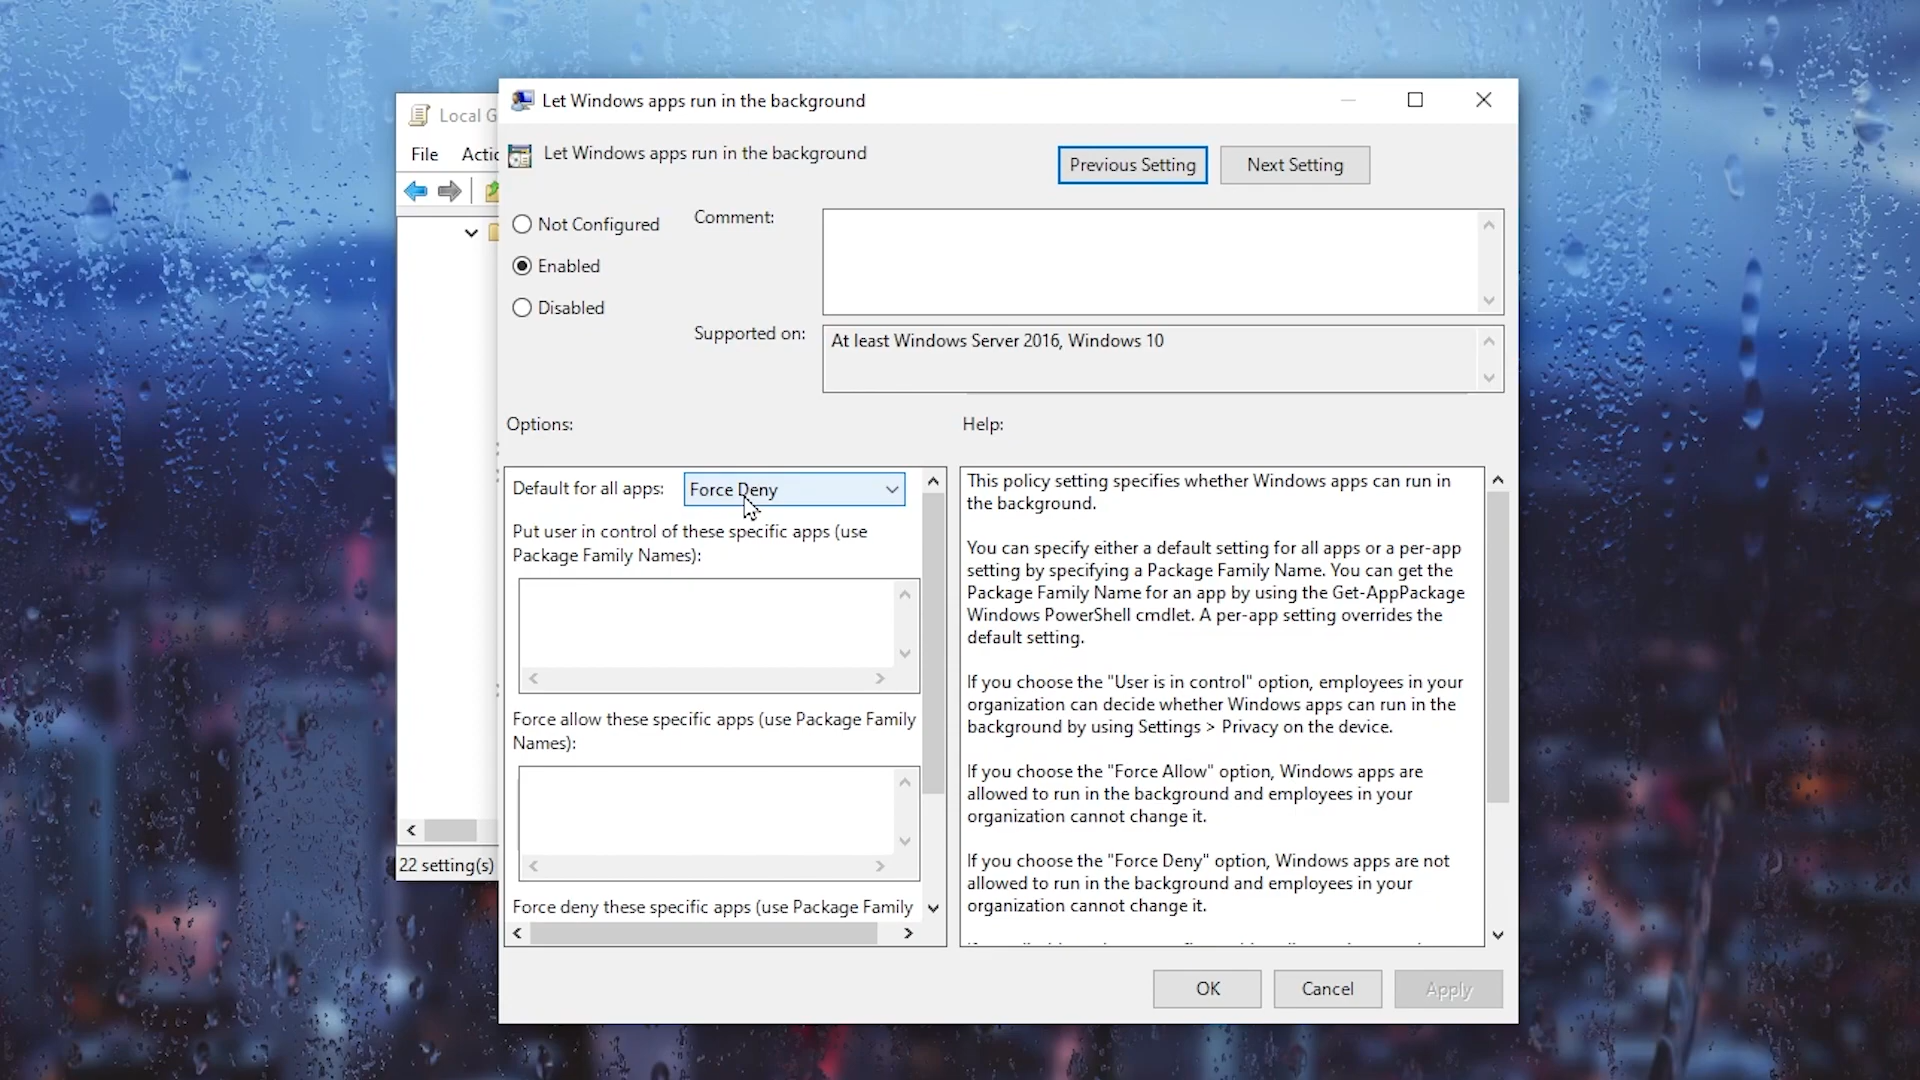 Local G
File Actic
22 setting(s)
Let Windows apps run in the background
Let Windows apps run in the background
Previous Setting
Next Setting
Not Configured
Enabled
Disabled
Comment:
Supported on:
At least Windows Server 2016, Windows 10
Options:
Help:
Default for all apps:
Force Deny
Put user in control of these specific apps (use
Package Family Names):
Force allow these specific apps (use Package Family
Names):
Force deny these specific apps (use Package Family
This policy setting specifies whether Windows apps can run in
the background.
You can specify either a default setting for all apps or a per-app
setting by specifying a Package Family Name. You can get the
Package Family Name for an app by using the Get-AppPackage
Windows PowerShell cmdlet. A per-app setting overrides the
default setting.
If you choose the "User is in control" option, employees in your
organization can decide whether Windows apps can run in the
background by using Settings > Privacy on the device.
If you choose the "Force Allow" option, Windows apps are
allowed to run in the background and employees in your
organization cannot change it.
If you choose the "Force Deny" option, Windows apps are not
allowed to run in the background and employees in your
organization cannot change it.
OK
Cancel
Apply